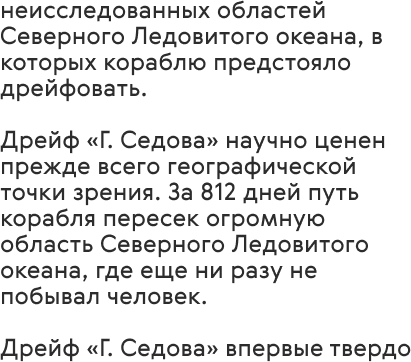 неисследованных областей
Северного Ледовитого океана, в
которых кораблю предстояло
дрейфовать.
Дрейф «Г. Седова» научно ценен
прежде всего географической
точки зрения. За 812 дней путь
корабля пересек огромную
область Северного Ледовитого
океана, где еще ни разу не
побывал человек.
Дрейф «Г. Седова» впервые твердо